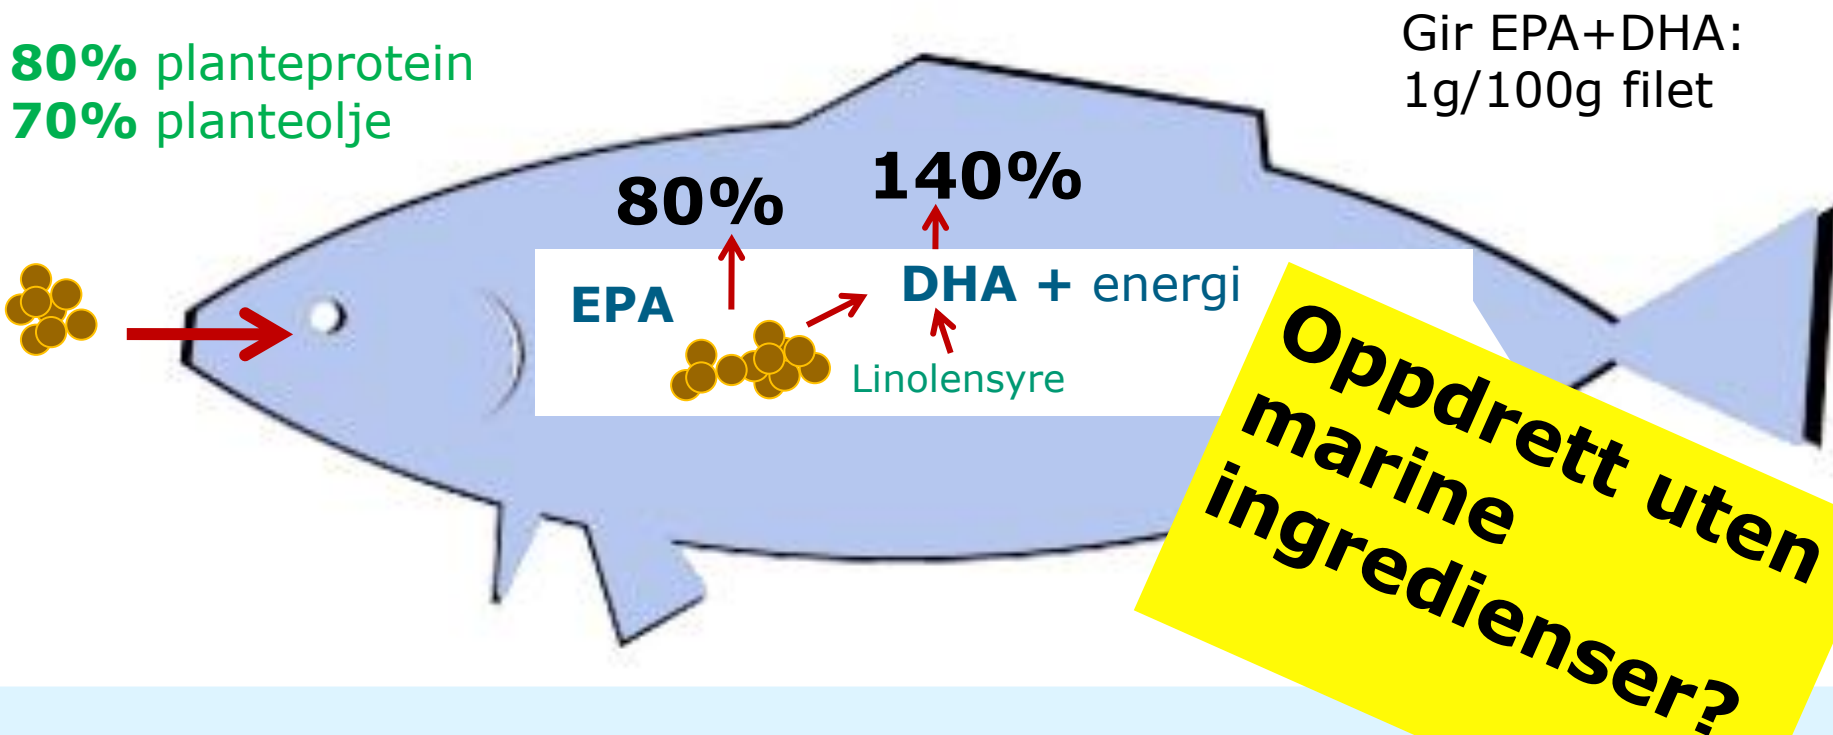 80% planteprotein
70% planteolje
Gir EPA+DHA:
1g/100g filet
80%
140%
EPA
DHA + energi
Linolensyre
Oppdrett uten
marine
ingredienser?